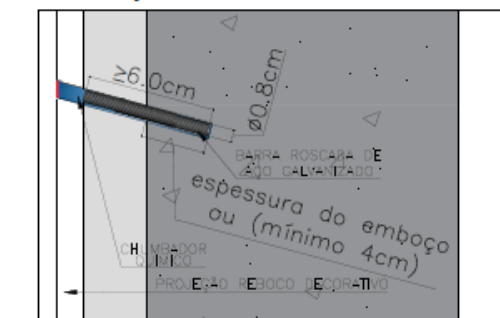 ≥6.0cm
ø0.8cm
BARRA ROSCADA DE
AÇO GALVANIZADO
espessura do emboço
ou (mínimo 4cm)
CHUMBADOR
QUÍMICO
PROJEÇÃO REBOCO DECORATIVO